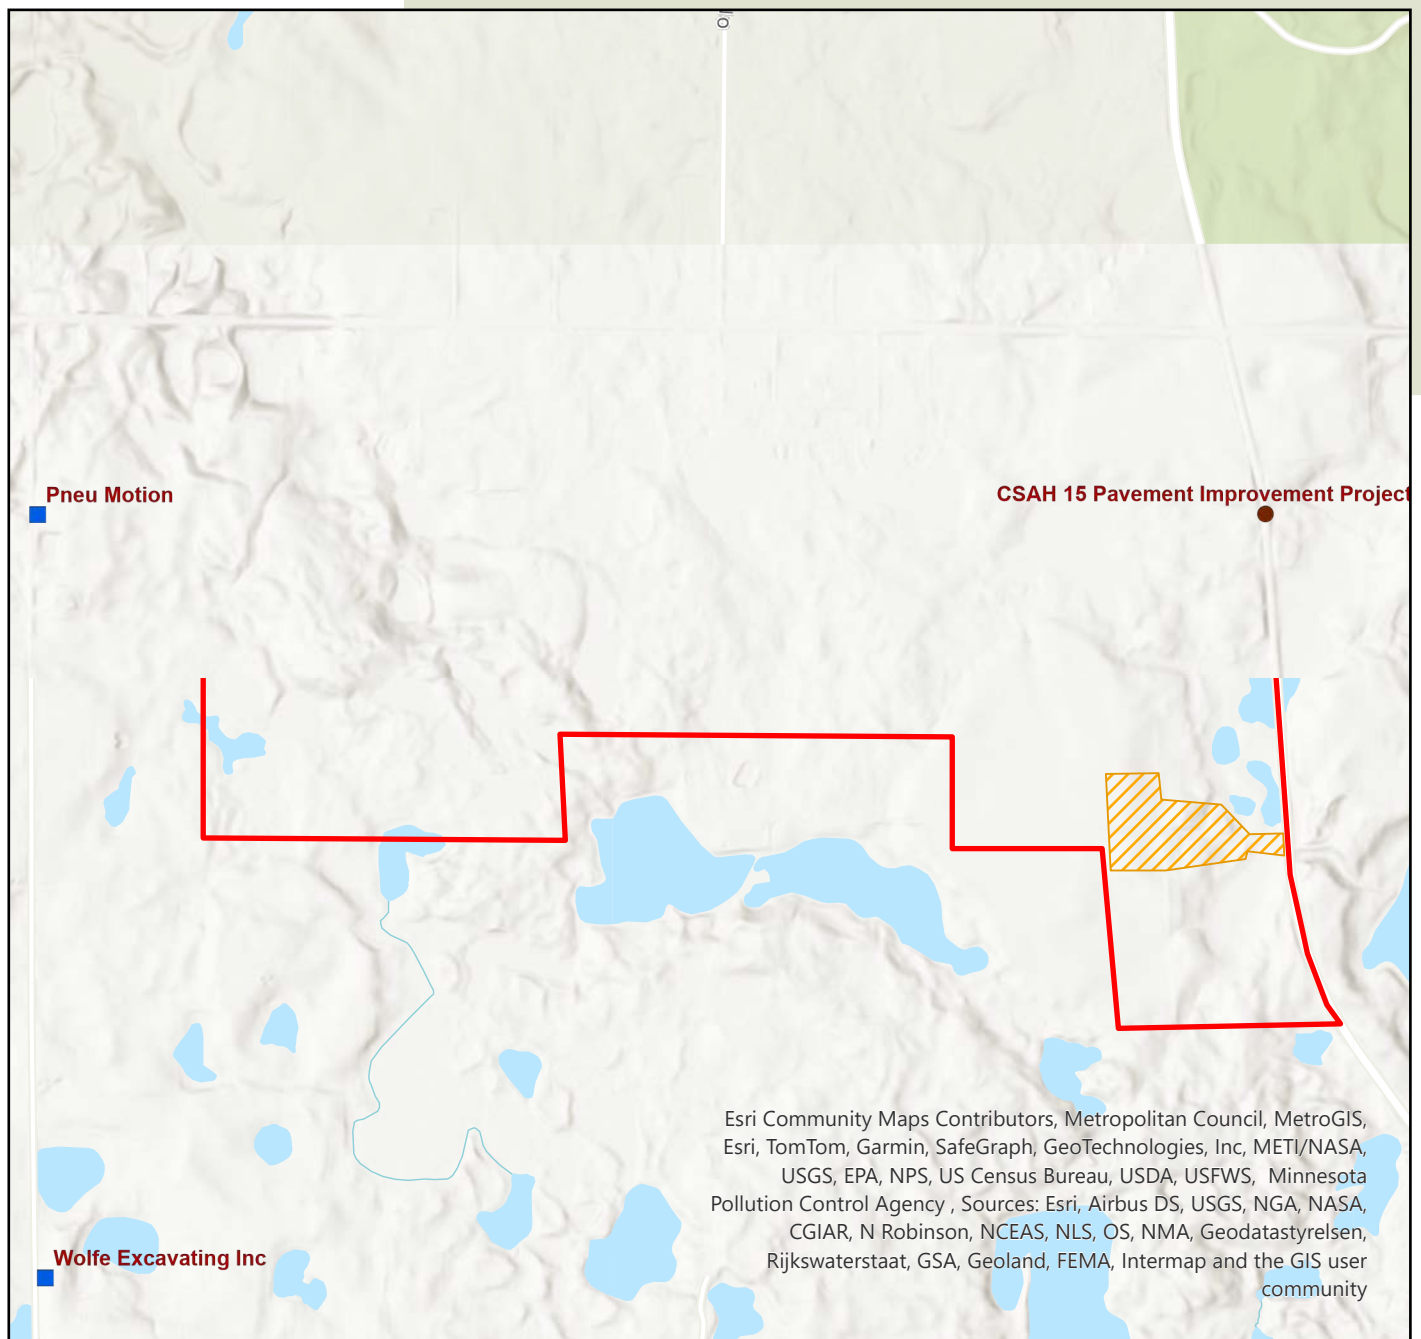 Pneu Motion
CSAH 15 Pavement Improvement Project
Esri Community Maps Contributors, Metropolitan Council, MetroGIS,
Esri, TomTom, Garmin, SafeGraph, GeoTechnologies, Inc, METI/NASA,
USGS, EPA, NPS, US Census Bureau, USDA, USFWS, Minnesota
Pollution Control Agency , Sources: Esri, Airbus DS, USGS, NGA, NASA,
CGIAR, N Robinson, NCEAS, NLS, OS, NMA, Geodatastyrelsen,
Rijkswaterstaat, GSA, Geoland, FEMA, Intermap and the GIS user
community
Wolfe Excavating Inc